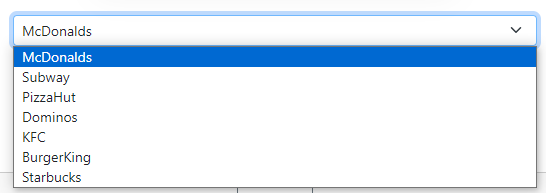 McDonalds
McDonalds
Subway
PizzaHut
Dominos
KFC
BurgerKing
Starbucks